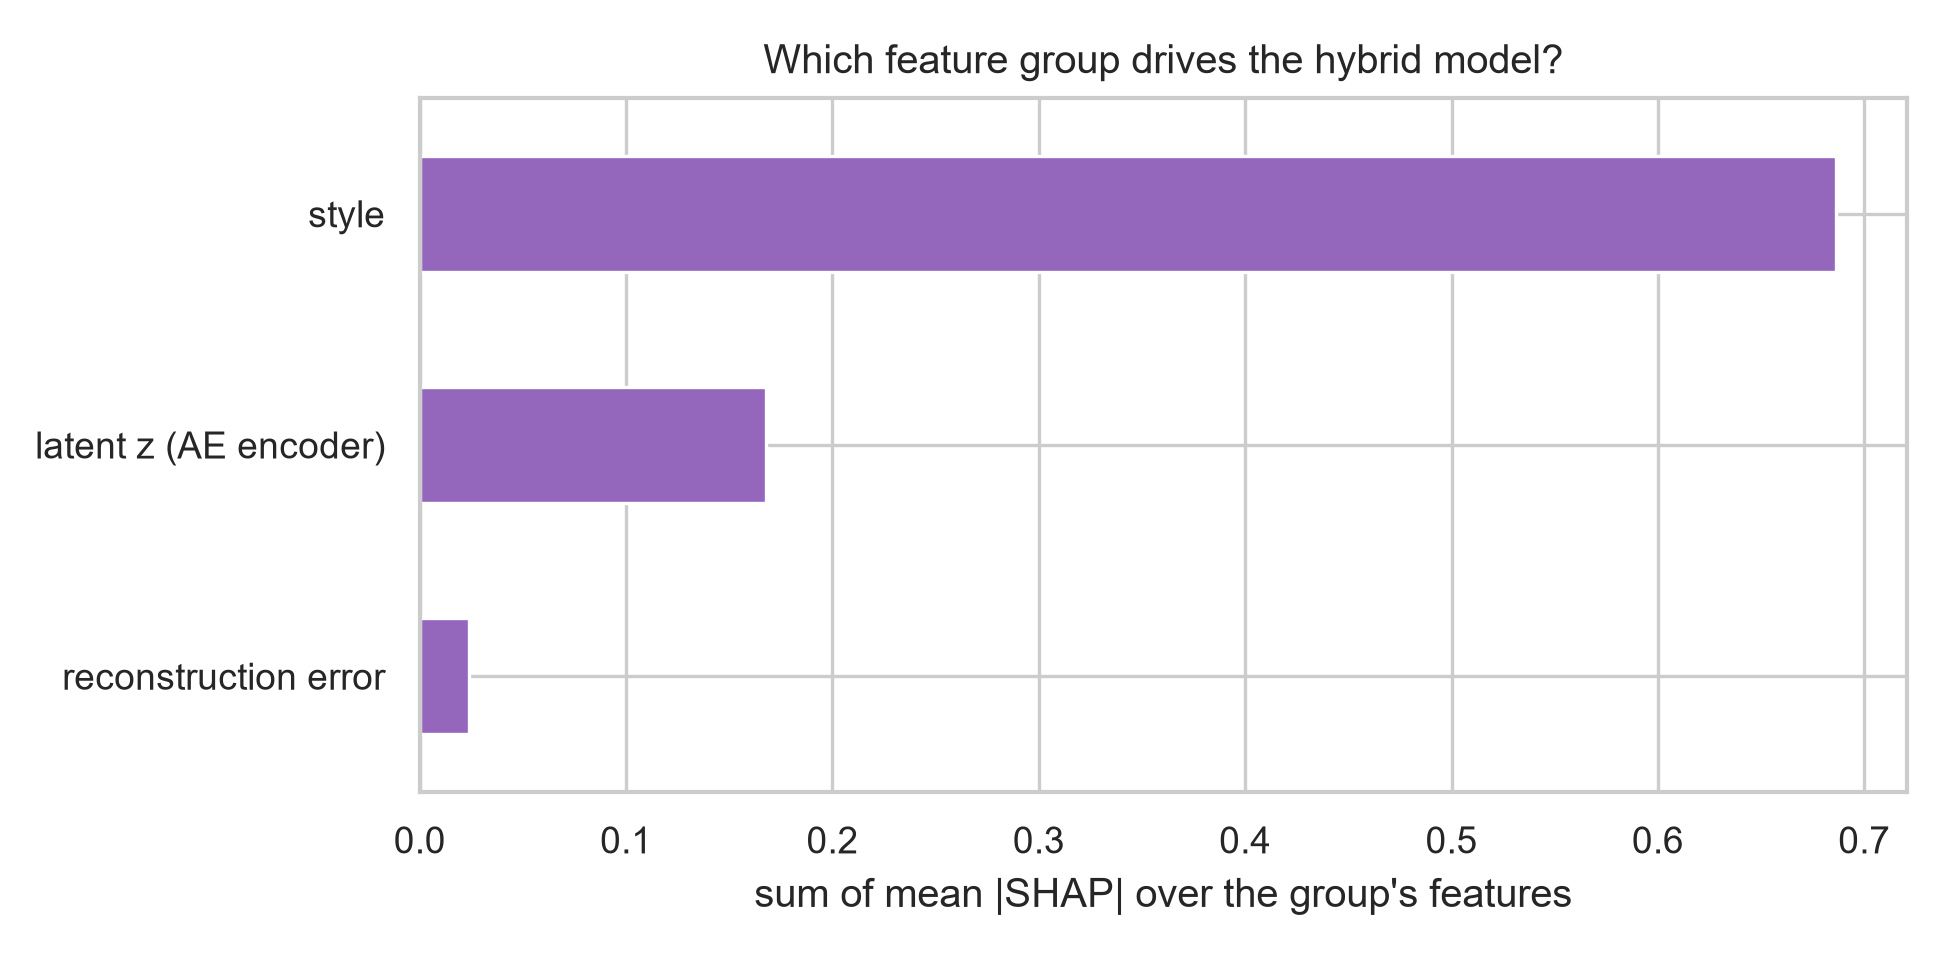 Which feature group drives the hybrid model?
style
latent z (AE encoder)
reconstruction error
0.0 0.1 0.2 0.3 0.4 0.5 0.6 0.7
sum of mean |SHAP| over the group's features